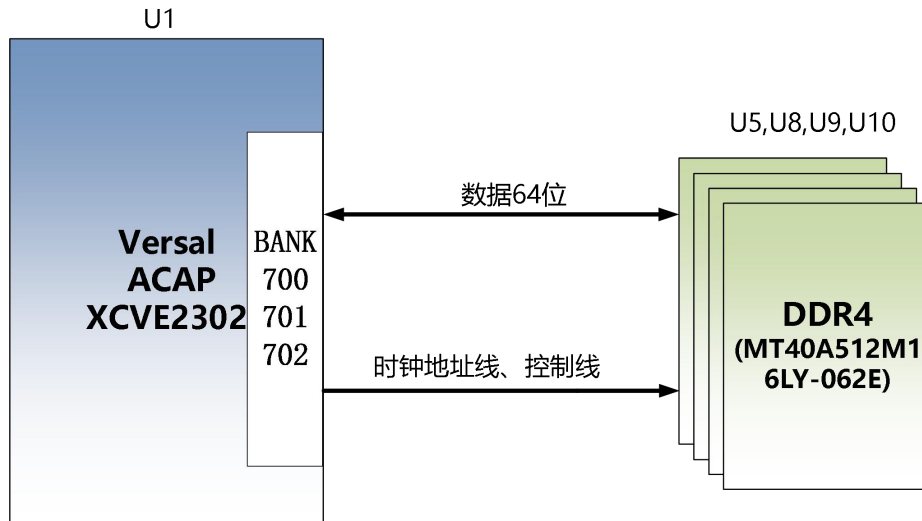 U1
U5,U8,U9,U10
数据64位
Versal
ACAP
XCVE2302
BANK
700
701
702
DDR4
(MT40A512M1
6LY-062E)
时钟地址线、控制线